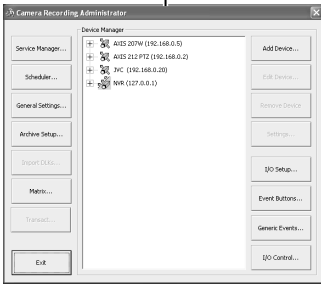 Camera Recording Administrator
Device Manager
Service Manager...
Scheduler...
General Settings...
Archive Setup...
Import DLKs...
Matrix...
Transact...
Exit
AXIS 207W (192.168.0.5)
AXIS 212 PTZ (192.168.0.2)
JVC (192.168.0.20)
NVR (127.0.0.1)
Add Device...
Edit Device...
Remove Device
Settings...
I/O Setup...
Event Buttons...
Generic Events...
I/O Control...